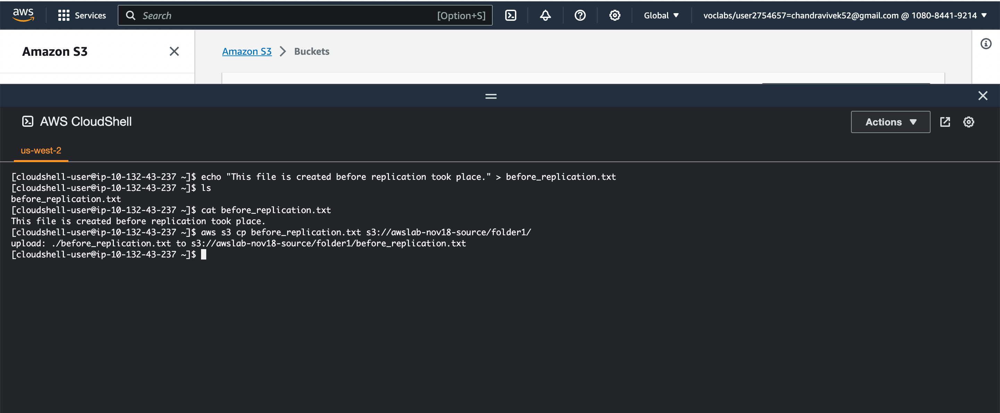 aws Services Search [Option+S] Global voclabs/user2754657=chandravivek52@gmail.com @ 1080-8441-9214
Amazon S3
Amazon S3 Buckets
AWS CloudShell
Actions
us-west-2
[cloudshell-user@ip-10-132-43-237 ~]$ echo "This file is created before replication took place." > before_replication.txt
[cloudshell-user@ip-10-132-43-237 ~]$ ls
before_replication.txt
[cloudshell-user@ip-10-132-43-237 ~]$ cat before_replication.txt
This file is created before replication took place.
[cloudshell-user@ip-10-132-43-237 ~]$ aws s3 cp before_replication.txt s3://awslab-nov18-source/folder1/
upload: ./before_replication.txt to s3://awslab-nov18-source/folder1/before_replication.txt
[cloudshell-user@ip-10-132-43-237 ~]$